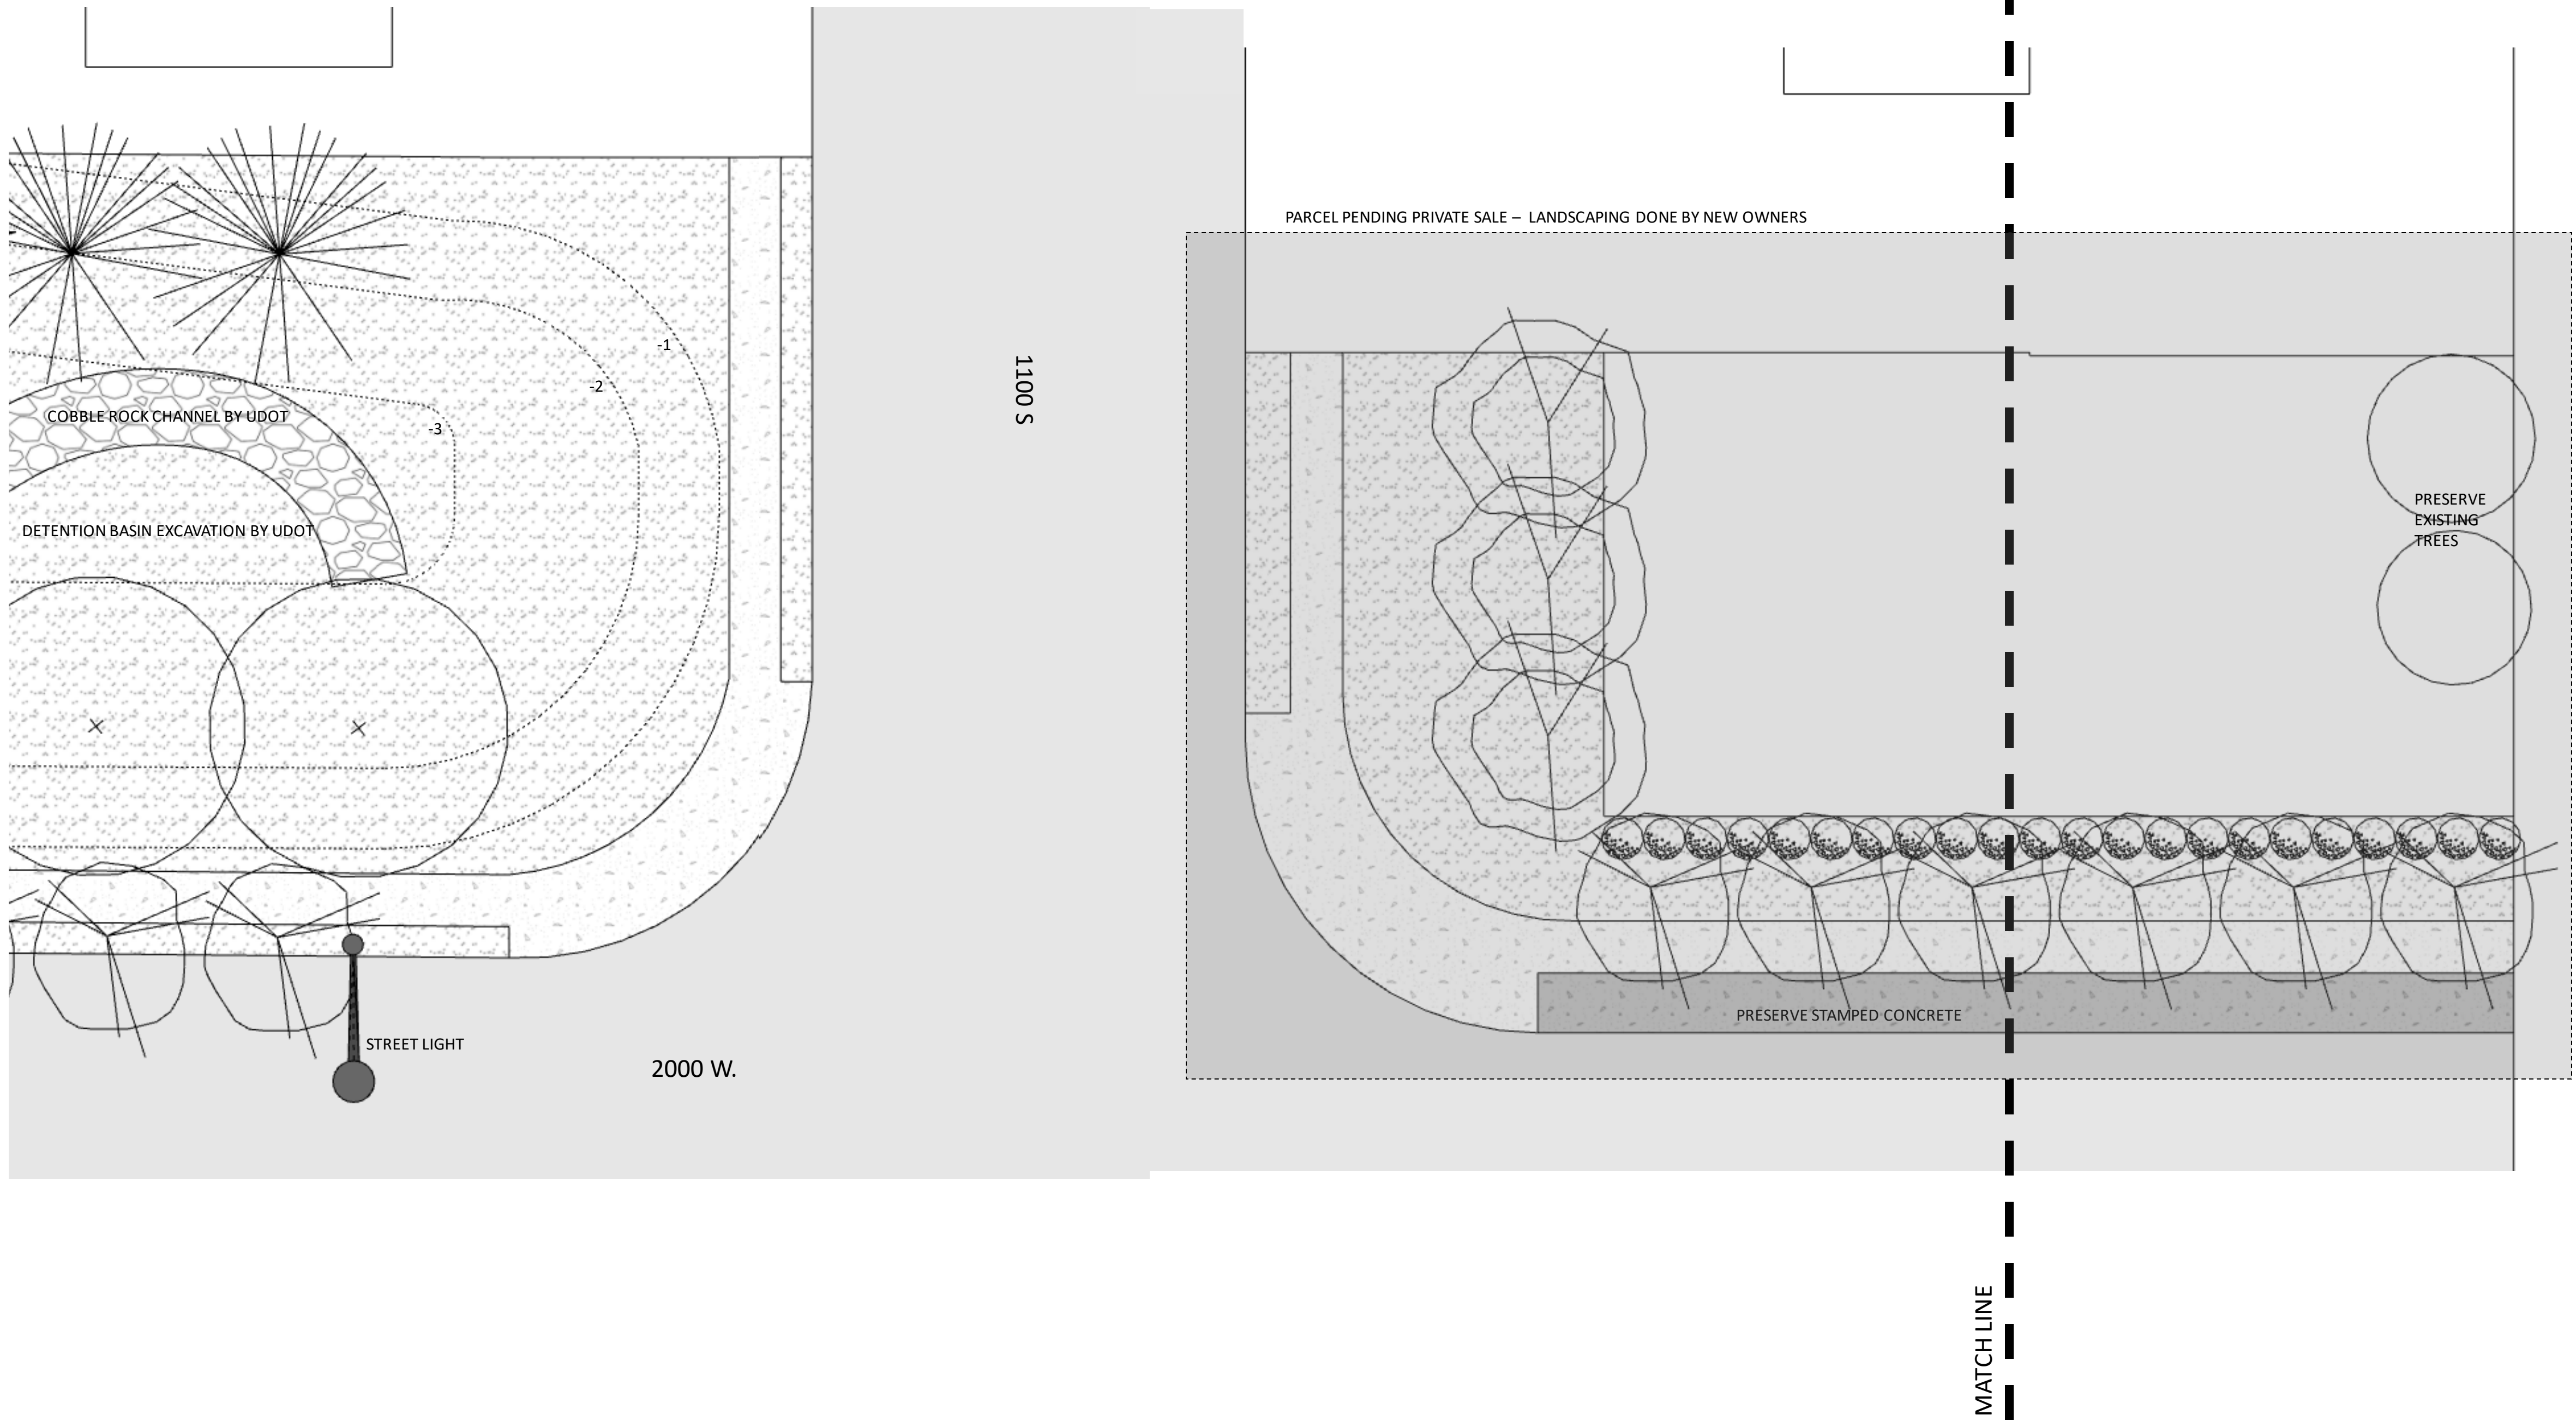 PARCEL PENDING PRIVATE SALE – LANDSCAPING DONE BY NEW OWNERS
-1
-2
-3
COBBLE ROCK CHANNEL BY UDOT
DETENTION BASIN EXCAVATION BY UDOT
1100 S
PRESERVE
EXISTING
TREES
STREET LIGHT
2000 W.
PRESERVE STAMPED CONCRETE
MATCH LINE